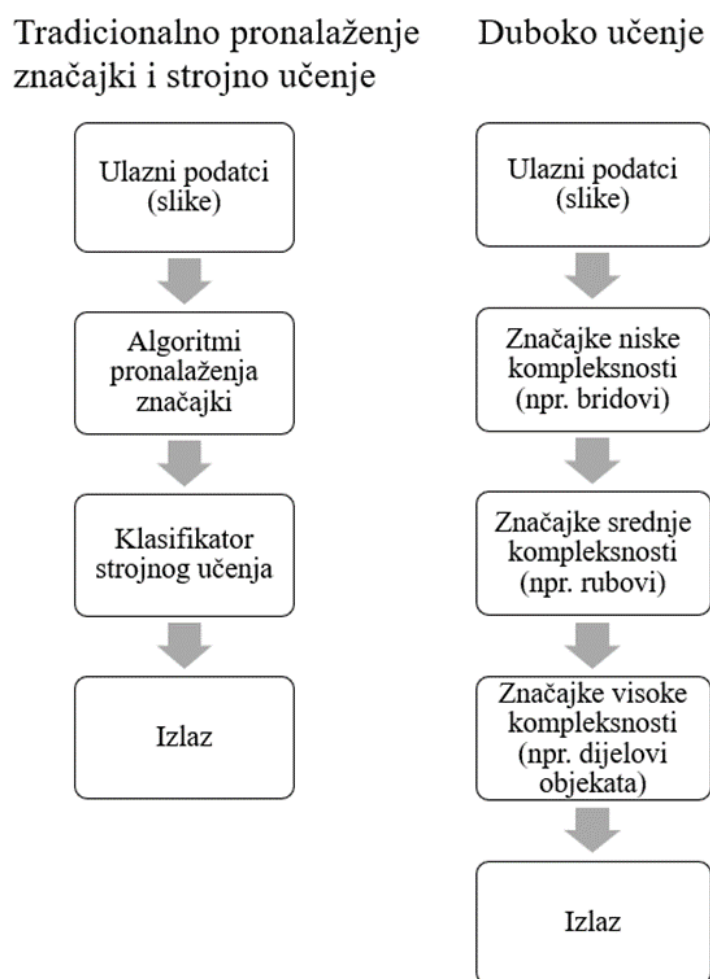 Tradicionalno pronalaženje
značajki i strojno učenje
Ulazni podatci
(slike)
Algoritmi
pronalaženja
značajki
Klasifikator
strojnog učenja
Izlaz
Duboko učenje
Ulazni podatci
(slike)
Značajke niske
kompleksnosti
(npr. bridovi)
Značajke srednje
kompleksnosti
(npr. rubovi)
Značajke visoke
kompleksnosti
(npr. dijelovi
objekata)
Izlaz